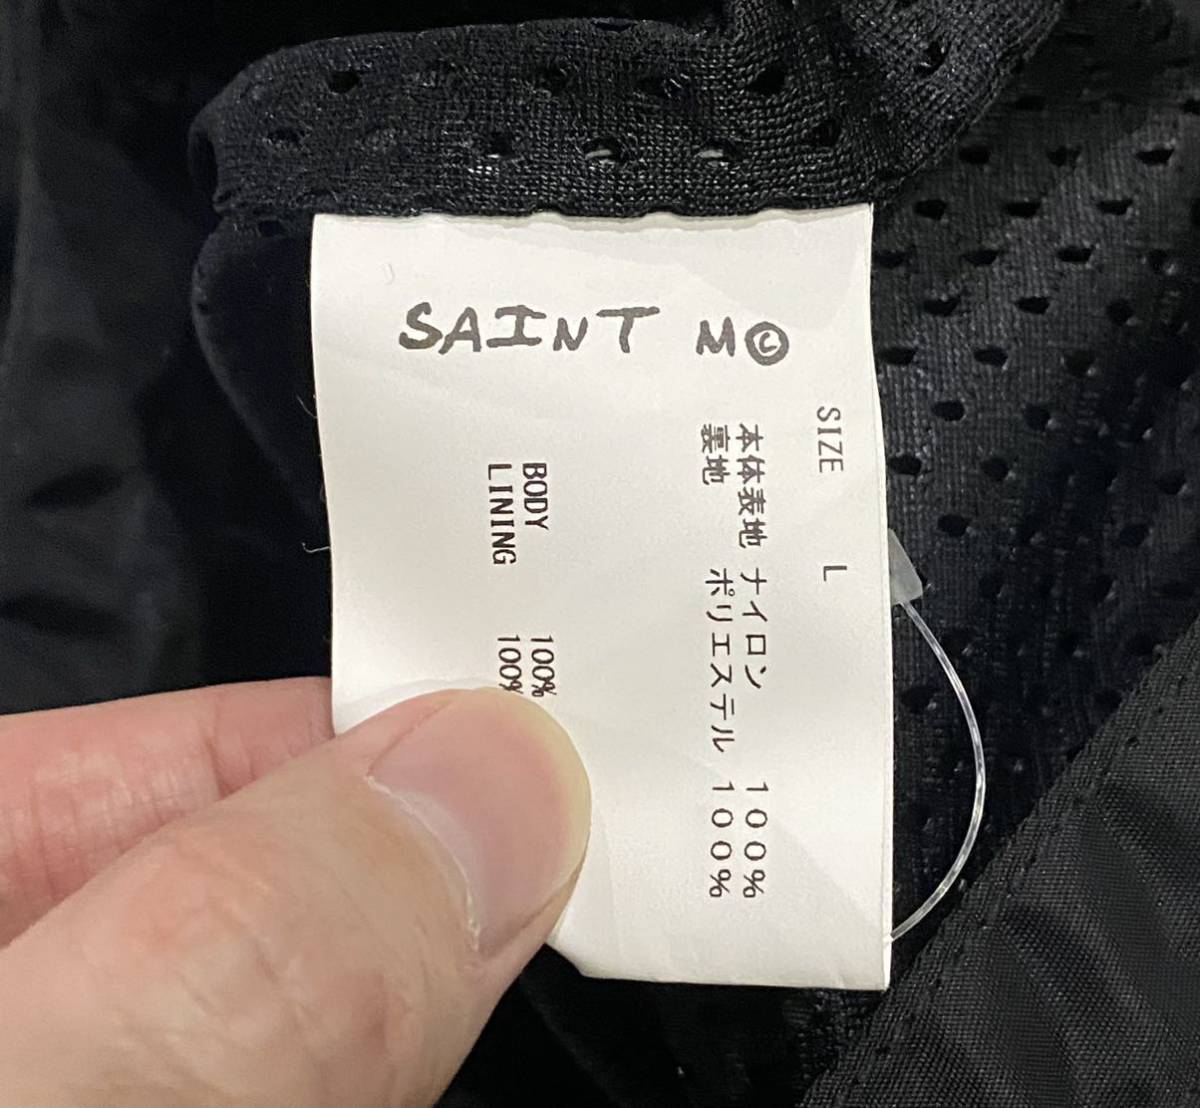 SAINT M©
SIZE L
本体表地 ナイロン 100%
裏地 ポリエステル 100%
BODY 100%
LINING 100%